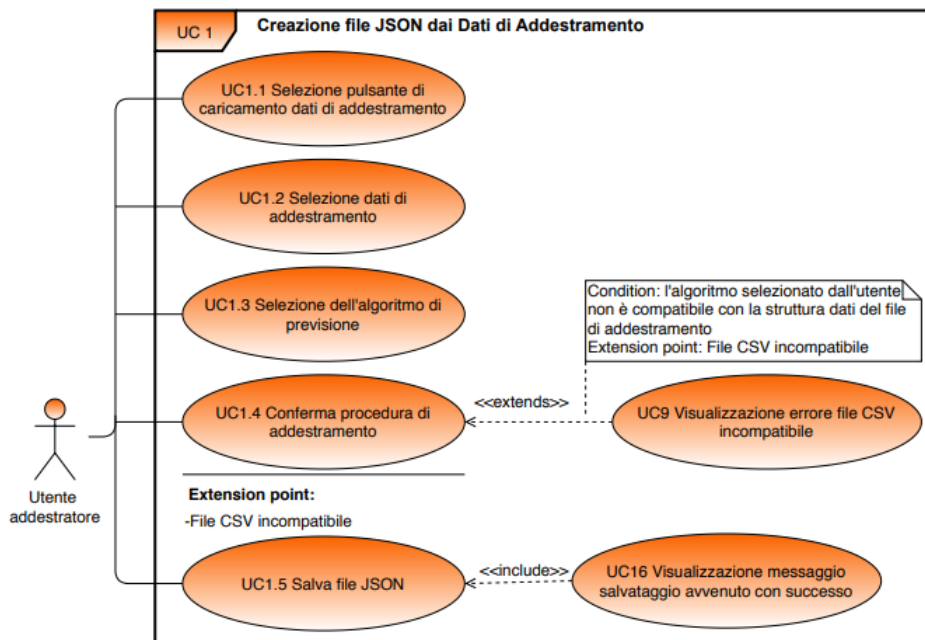 UC 1
Creazione file JSON dai Dati di Addestramento
UC1.1 Selezione pulsante di
caricamento dati di addestramento
UC1.2 Selezione dati di
addestramento
UC1.3 Selezione dell'algoritmo di
previsione
Condition: l'algoritmo selezionato dall'utente
non è compatibile con la struttura dati del file
di addestramento
Extension point: File CSV incompatibile
UC1.4 Conferma procedura di
addestramento
<<extends>>
UC9 Visualizzazione errore file CSV
incompatibile
Utente
addestratore
Extension point:
-File CSV incompatibile
UC1.5 Salva file JSON
<<include>>
UC16 Visualizzazione messaggio
salvataggio avvenuto con successo